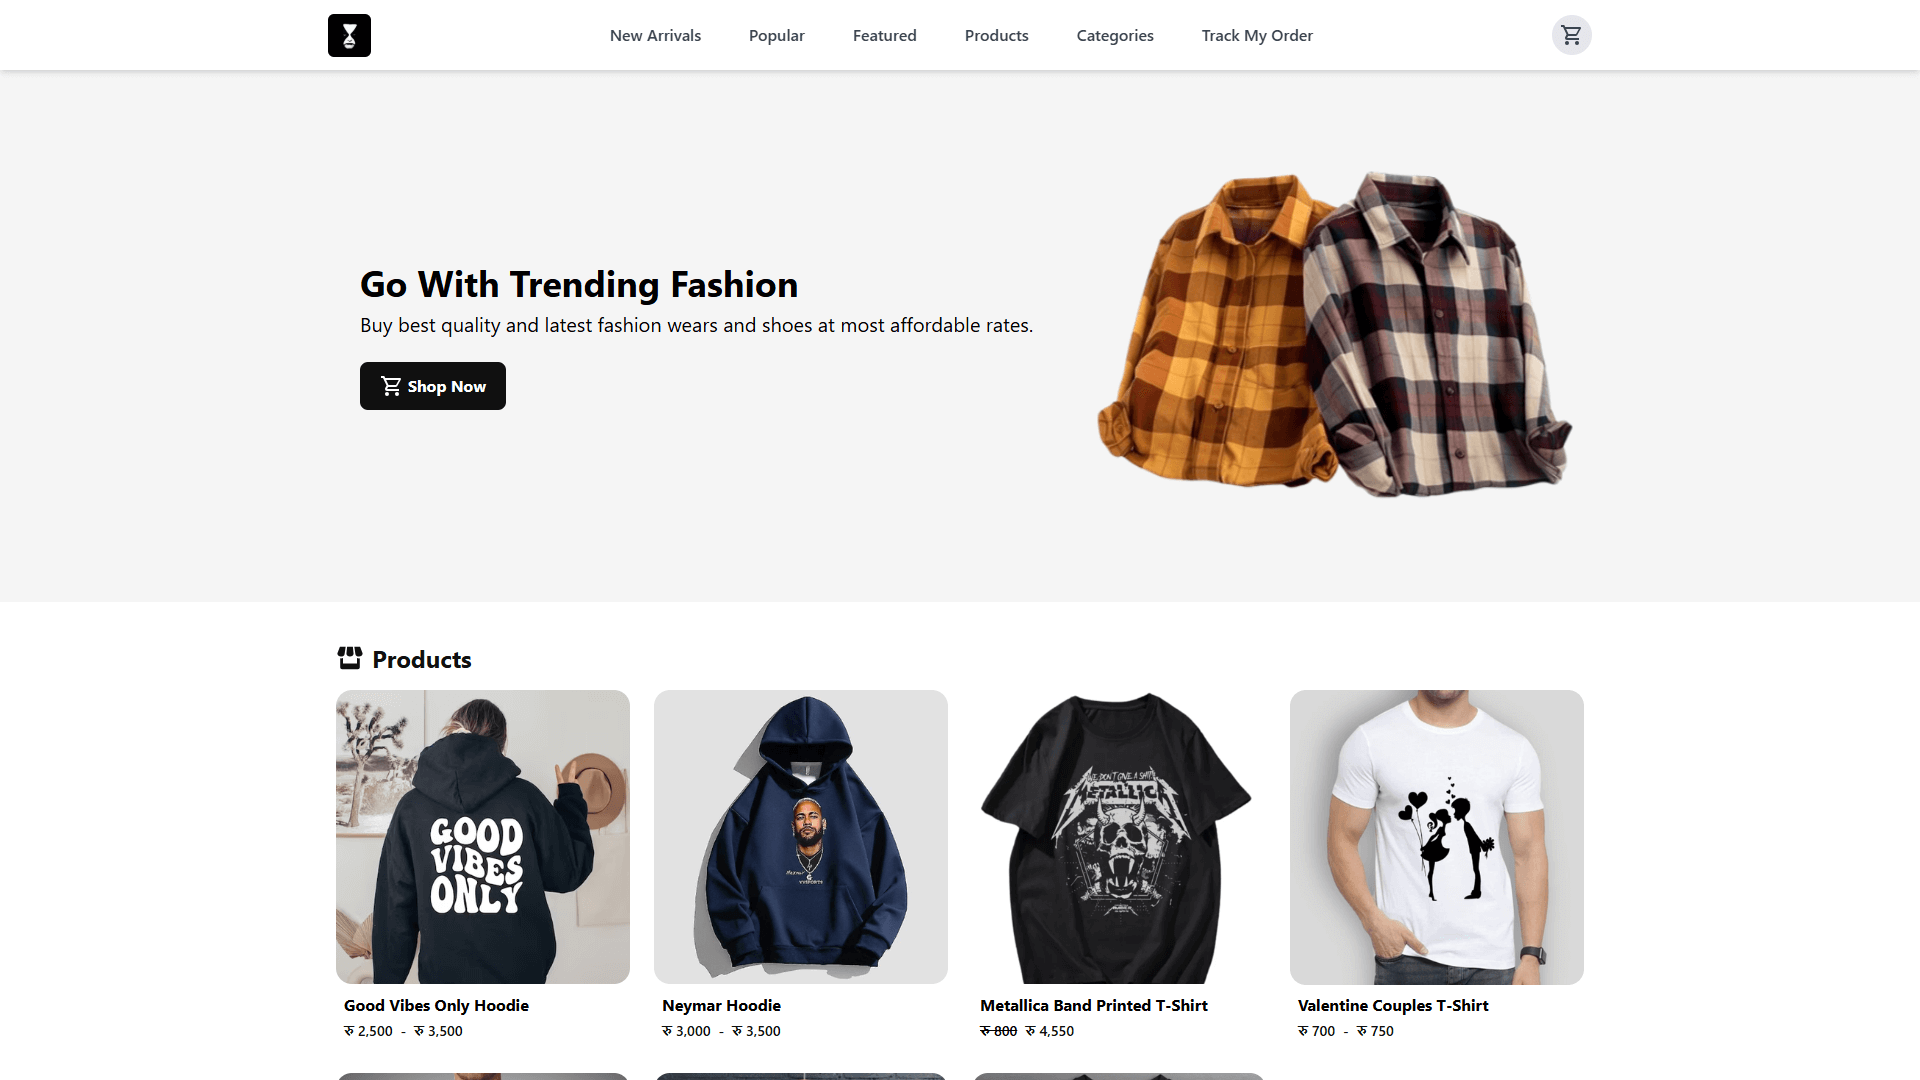 New Arrivals
Popular
Featured
Products
Categories
Track My Order
Go With Trending Fashion
Buy best quality and latest fashion wears and shoes at most affordable rates.
Shop Now
Products
GOOD
VIBES
ONLY
METALLICA
Good Vibes Only Hoodie
रु 2,500 - रु 3,500
Neymar Hoodie
रु 3,000 - रु 3,500
Metallica Band Printed T-Shirt
रु 800 रु 4,550
Valentine Couples T-Shirt
रु 700 - रु 750